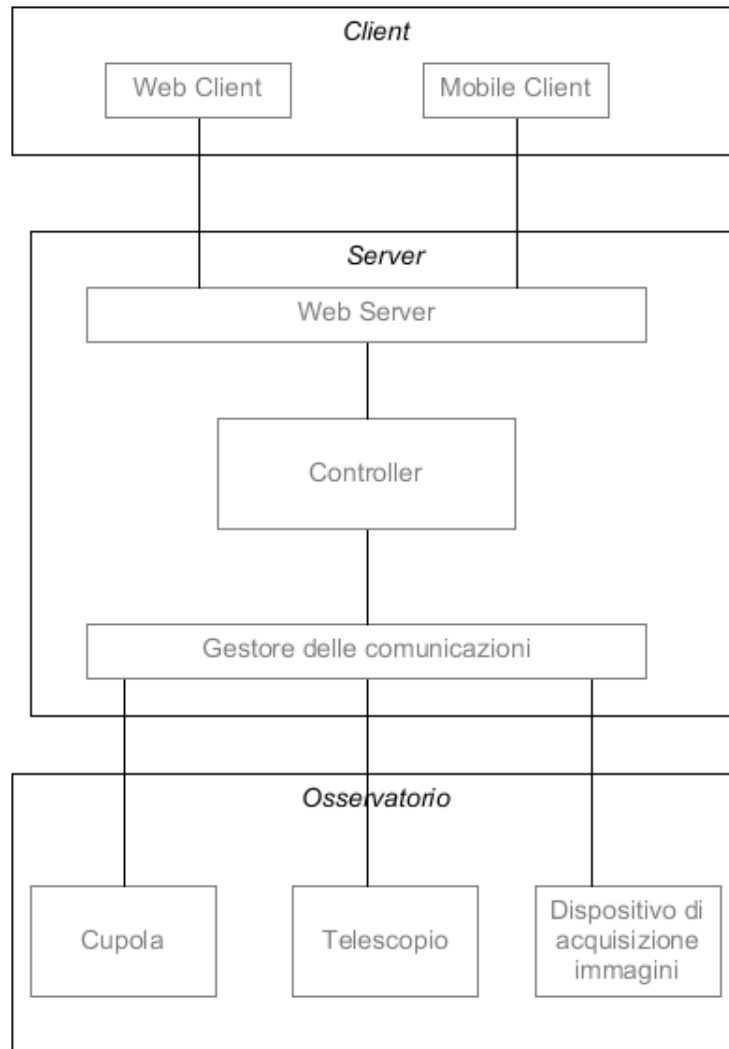 Client
Web Client
Mobile Client
Server
Web Server
Controller
Gestore delle comunicazioni
Osservatorio
Cupola
Telescopio
Dispositivo di
acquisizione
immagini